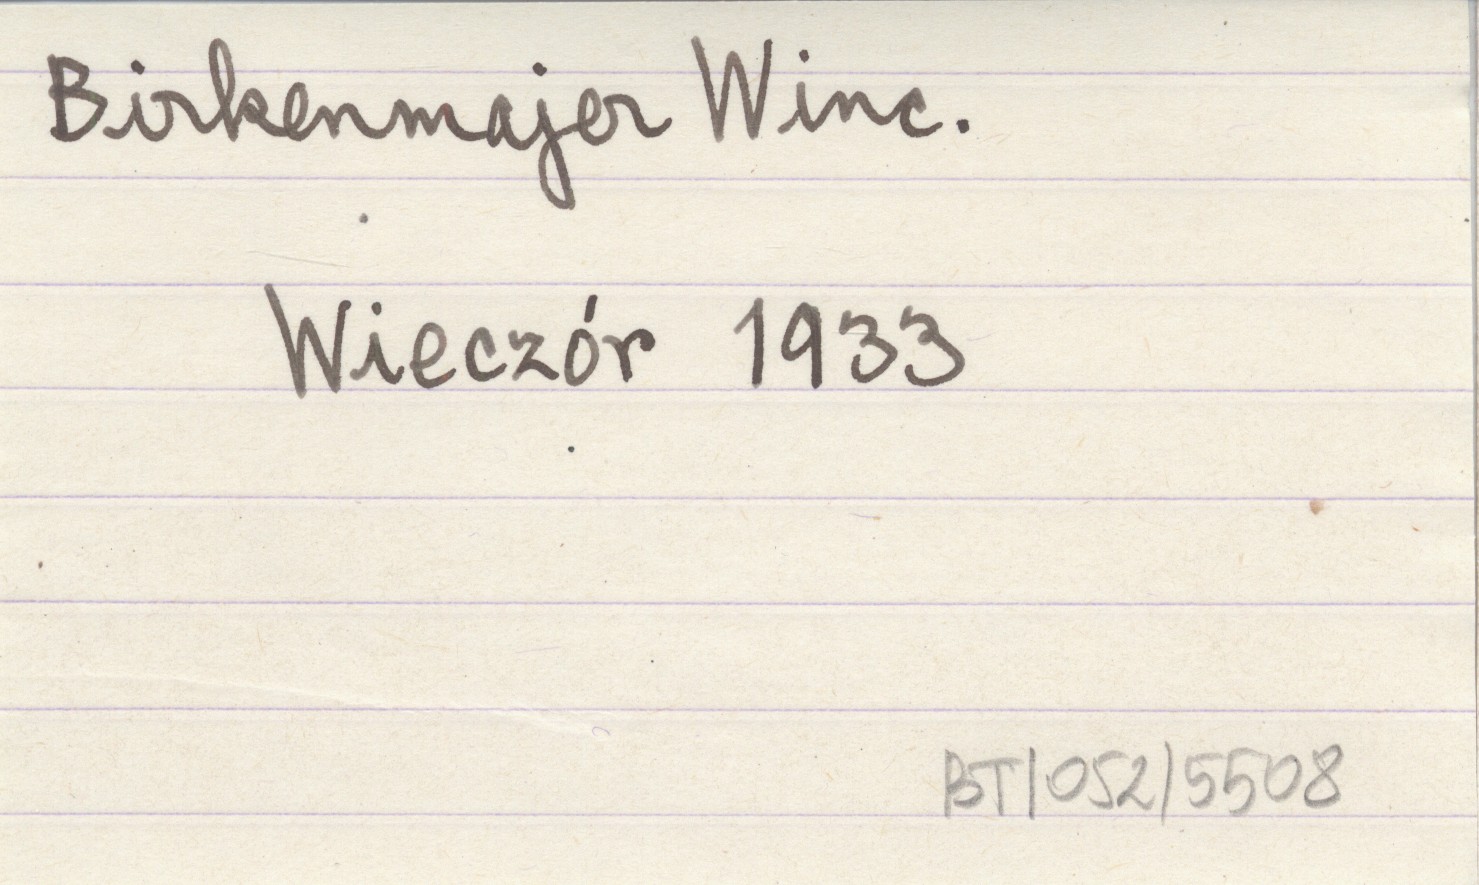 Birkenmajer Winc.
Wieczór 1933
BT/052/5508